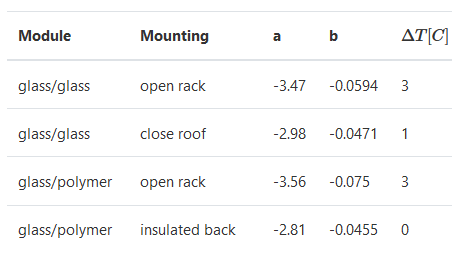 Module Mounting a b ΔT[C]
glass/glass open rack -3.47 -0.0594 3
glass/glass close roof -2.98 -0.0471 1
glass/polymer open rack -3.56 -0.075 3
glass/polymer insulated back -2.81 -0.0455 0